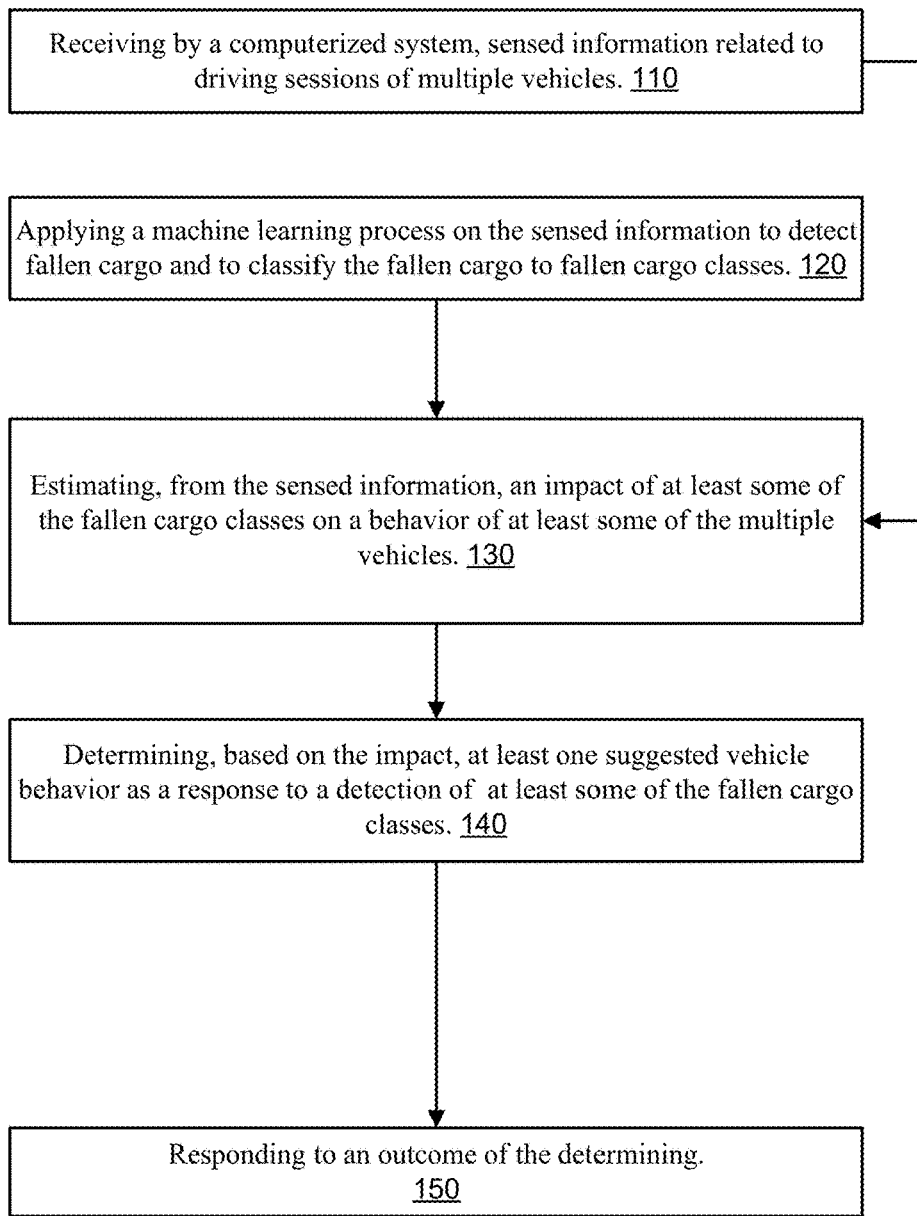 Receiving by a computerized system, sensed information related to
driving sessions of multiple vehicles. 110
Applying a machine learning process on the sensed information to detect
fallen cargo and to classify the fallen cargo to fallen cargo classes. 120
Estimating, from the sensed information, an impact of at least some of
the fallen cargo classes on a behavior of at least some of the multiple
vehicles. 130
Determining, based on the impact, at least one suggested vehicle
behavior as a response to a detection of at least some of the fallen cargo
classes. 140
Responding to an outcome of the determining.
150